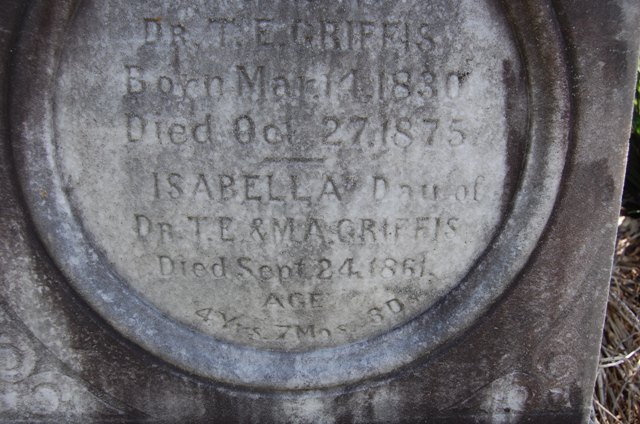 DR. T. E. GRIFFIS
Born Mar. 14, 1830
Died Oct. 27, 1875
ISABELLA Dau. of
DR. T. E. & M. A. GRIFFIS
Died Sept. 24, 1861.
AGE
4 Yrs. 7 Mos. 3 Ds.